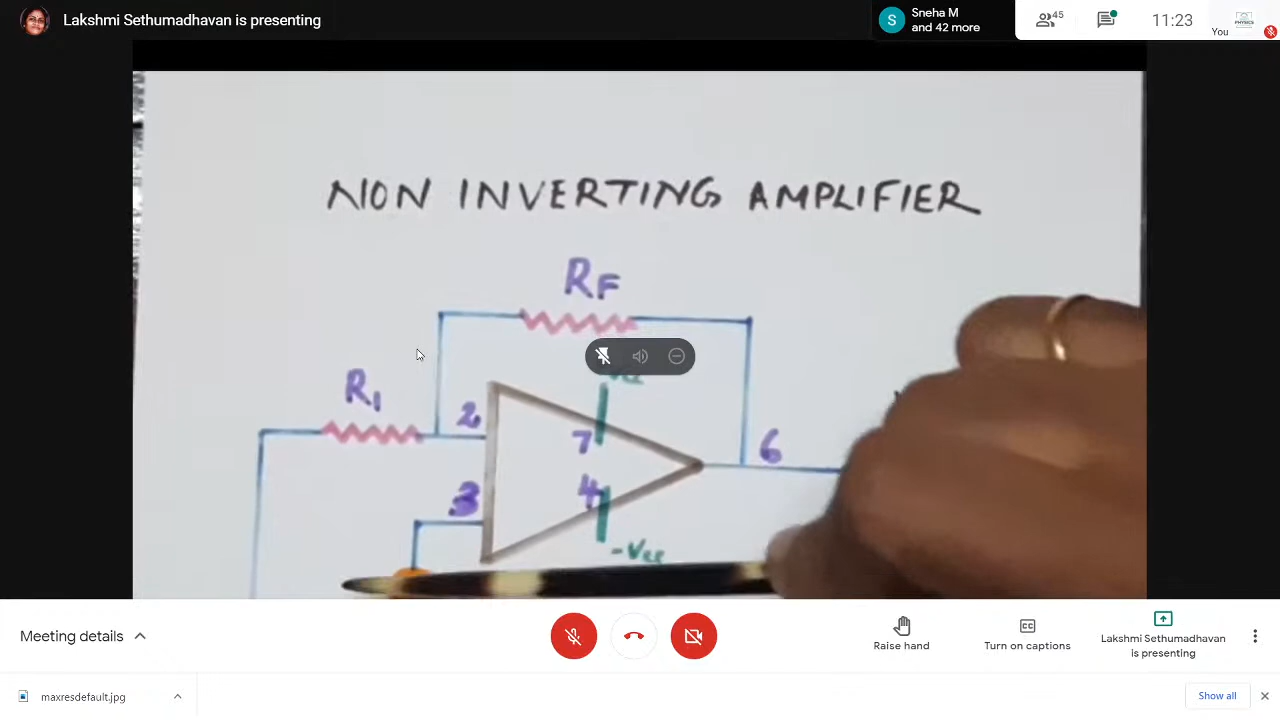 Lakshmi Sethumadhavan is presenting
S
Sneha M
and 42 more
45
11:23
You
PHYSICS
NON INVERTING AMPLIFIER
RF
R1
2
7
6
3
4
-Vcc
Meeting details
Raise hand
Turn on captions
Lakshmi Sethumadhavan
is presenting
maxresdefault.jpg
Show all